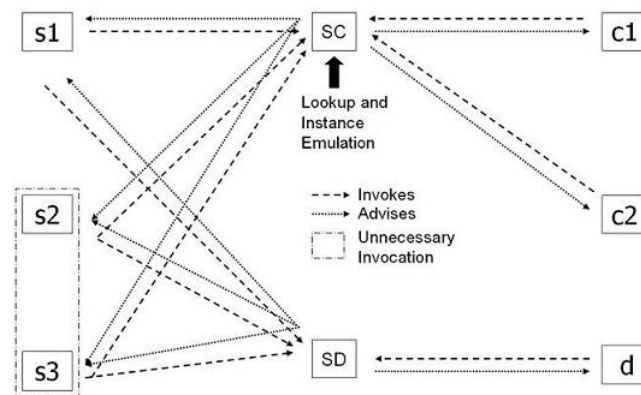 s1
SC
c1
Lookup and
Instance
Emulation
s2
Invokes
Advises
Unnecessary
Invocation
c2
s3
SD
d